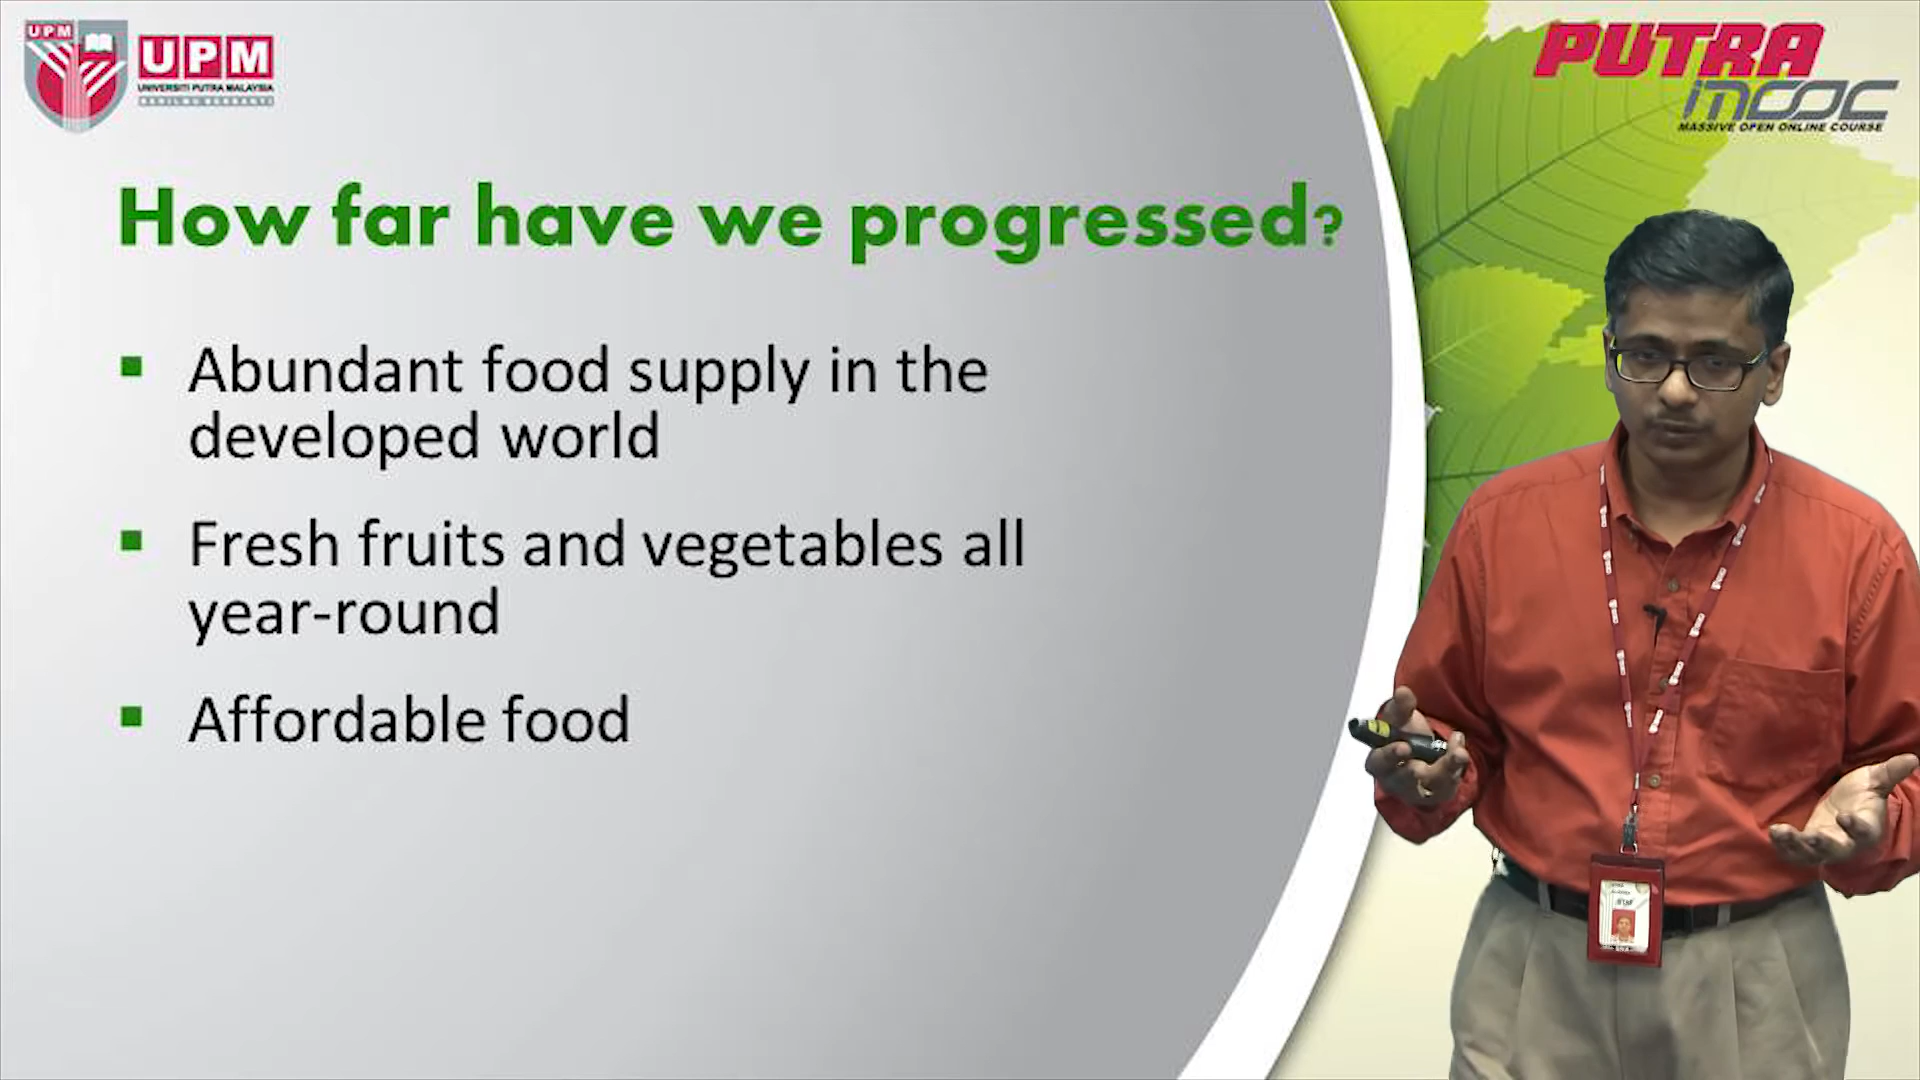 UPM
UPM
UNIVERSITI PUTRA MALAYSIA
PUTRA
mooc
MASSIVE OPEN ONLINE COURSE
How far have we progressed?
Abundant food supply in the
developed world
Fresh fruits and vegetables all
year-round
Affordable food